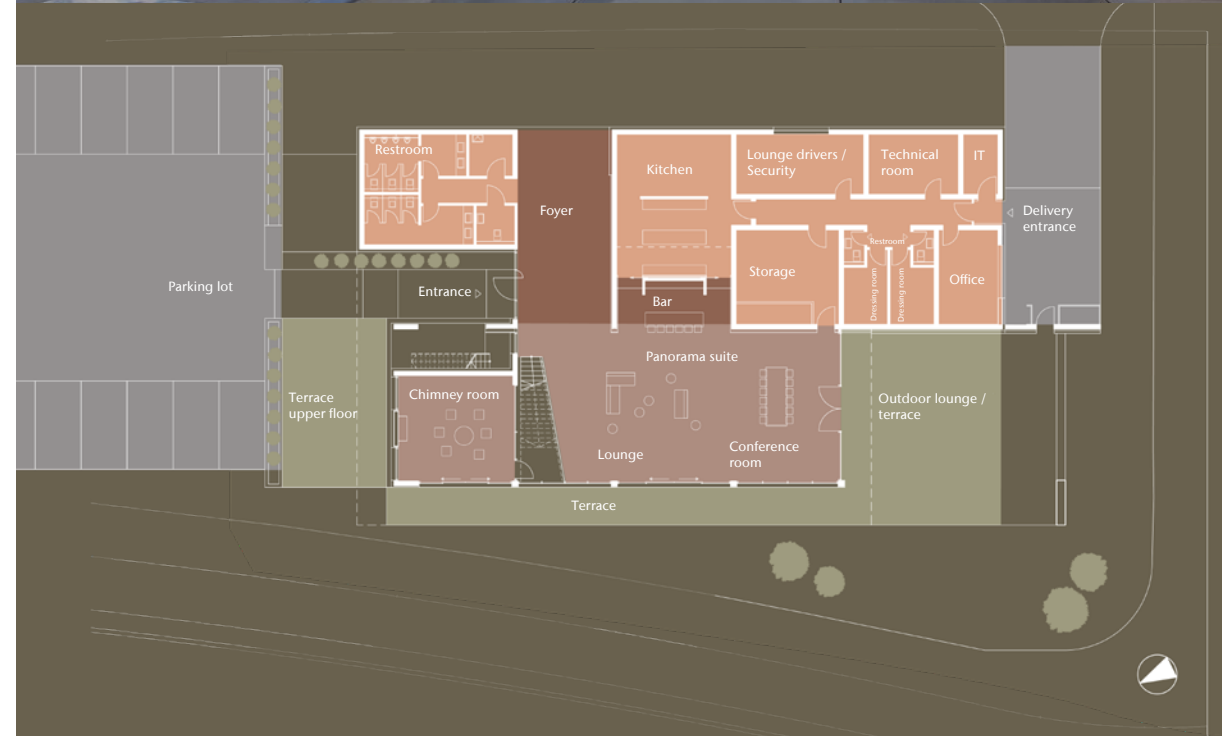 Restroom
Kitchen
Lounge drivers /
Security
Technical
room
IT
Foyer
Delivery
entrance
Restroom
Parking lot
Entrance
Storage
Dressing room
Dressing room
Office
Bar
Panorama suite
Terrace
upper floor
Chimney room
Outdoor lounge /
terrace
Lounge
Conference
room
Terrace